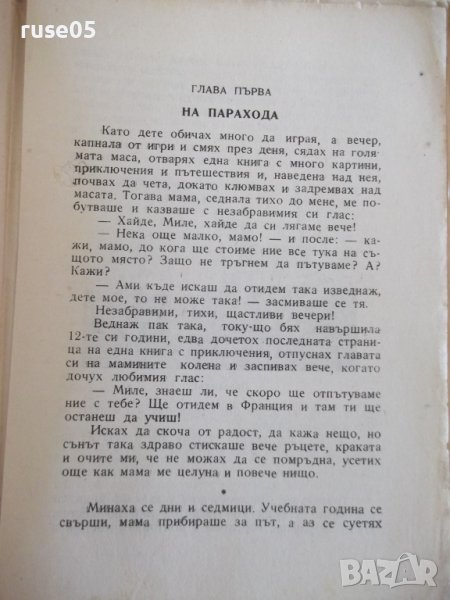 ruse05
ГЛАВА ПЪРВА
НА ПАРАХОДА
Като дете обичах много да играя, а вечер,
капнала от игри и смях през деня, сядах на голя-
мата маса, отварях една книга с много картини,
приключения и пътешествия и, наведена над нея,
почвах да чета, докато клюмвах и задремвах над
масата. Тогава мама, седнала тихо до мене, ме по-
бутваше и казваше с незабравимия си глас:
— Хайде, Миле, хайде да си лягаме вече!
— Нека още малко, мамо! — и после: — ка-
жи, мамо, до кога ще стоиме ние все тука на съ-
щото място? Защо не тръгнем да пътуваме? А?
Кажи?
— Ами къде искаш да отидем така изведнаж,
дете мое, то не може така! — засмиваше се тя.
Незабравими, тихи, щастливи вечери!
Веднаж пак така, току-що бях навършила
12-те си години, едва дочетох последната страни-
ца на една книга с приключения, отпуснах главата
си на мамините колена и заспивах вече, когато
дочух любимия глас:
— Миле, знаеш ли, че скоро ще отпътуваме
ние с тебе? Ще отидем в Франция и там ти ще
останеш да учиш!
Исках да скоча от радост, да кажа нещо, но
сънът така здраво стискаше вече ръцете, краката
и очите ми, че не можах да се помръдна, усетих
още как мама ме целуна и повече нищо.
Минаха се дни и седмици. Учебната година се
свърши, мама прибираше за път, а аз се суетях
BAZAR